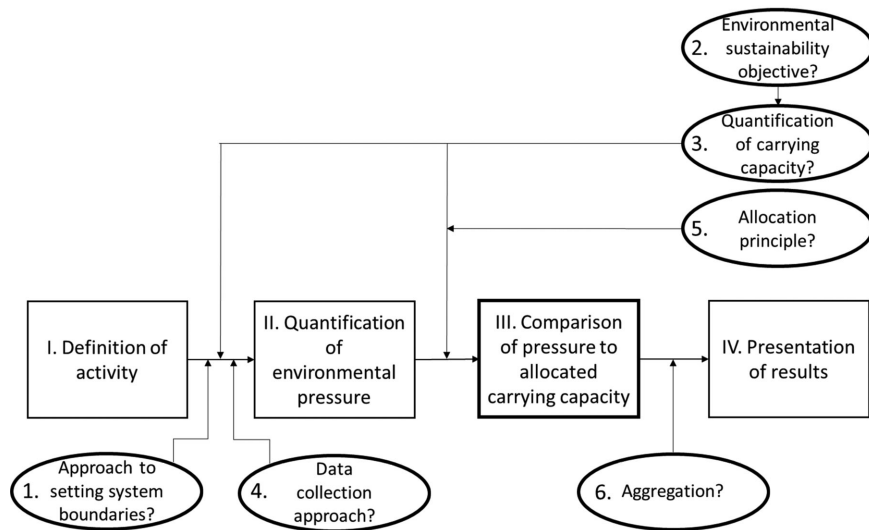 2. Environmental
sustainability
objective?
3. Quantification
of carrying
capacity?
5. Allocation
principle?
I. Definition of
activity
II. Quantification
of
environmental
pressure
III. Comparison
of pressure to
allocated
carrying capacity
IV. Presentation
of results
1. Approach to
setting system
boundaries?
4. Data
collection
approach?
6. Aggregation?